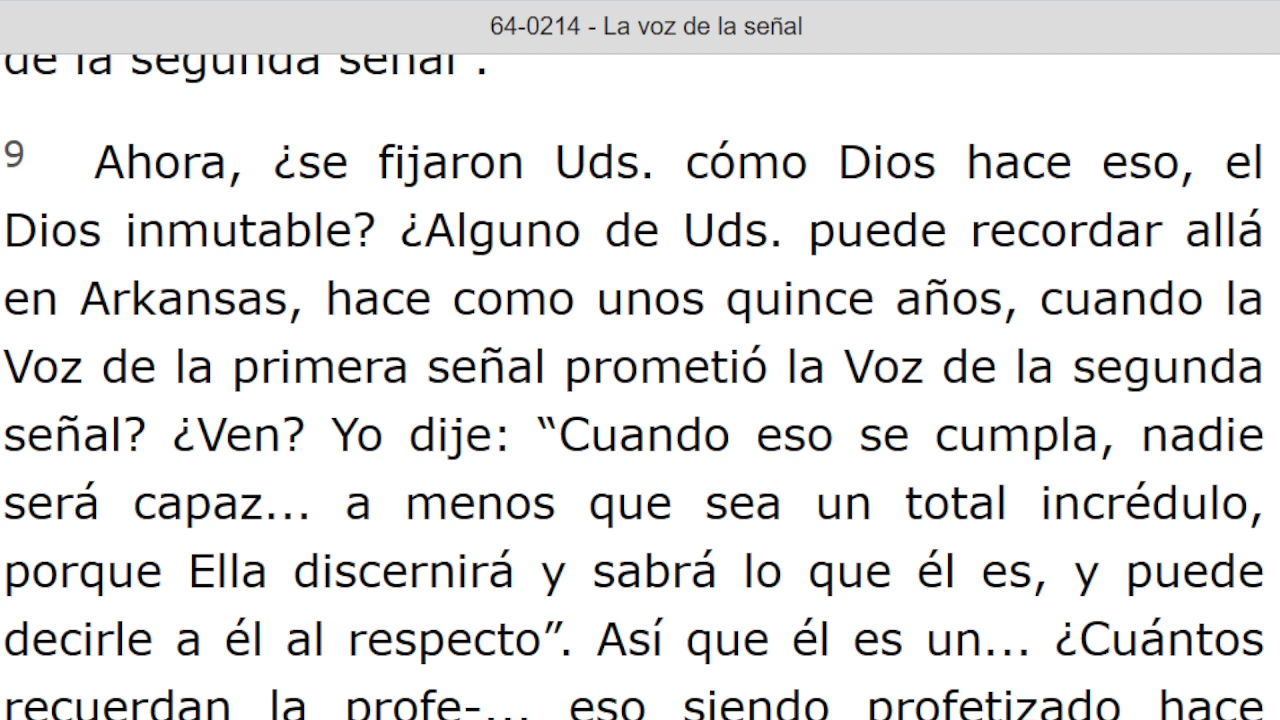 64-0214 - La voz de la señal
de la segunda señal”.
9 Ahora, ¿se fijaron Uds. cómo Dios hace eso, el
Dios inmutable? ¿Alguno de Uds. puede recordar allá
en Arkansas, hace como unos quince años, cuando la
Voz de la primera señal prometió la Voz de la segunda
señal? ¿Ven? Yo dije: “Cuando eso se cumpla, nadie
será capaz... a menos que sea un total incrédulo,
porque Ella discernirá y sabrá lo que él es, y puede
decirle a él al respecto”. Así que él es un... ¿Cuántos
recuerdan la profe-... eso siendo profetizado hace